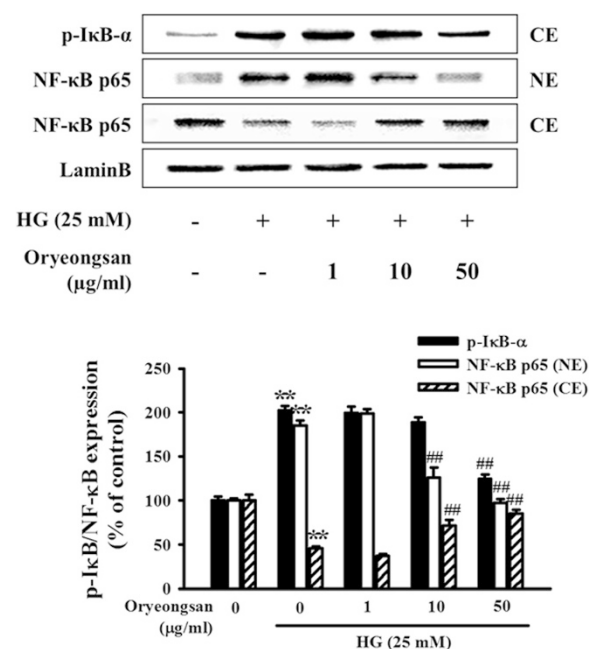 p-IκB-α CE
NF-κB p65 NE
NF-κB p65 CE
LaminB
HG (25 mM) - + + + +
Oryeongsan (μg/ml) - - 1 10 50
p-IκB-α
NF-κB p65 (NE)
NF-κB p65 (CE)
p-IκB/NF-κB expression
(% of control)
250
200
150
100
50
0
** ** **
## ##
## ## ##
Oryeongsan 0 0 1 10 50
(μg/ml)
HG (25 mM)